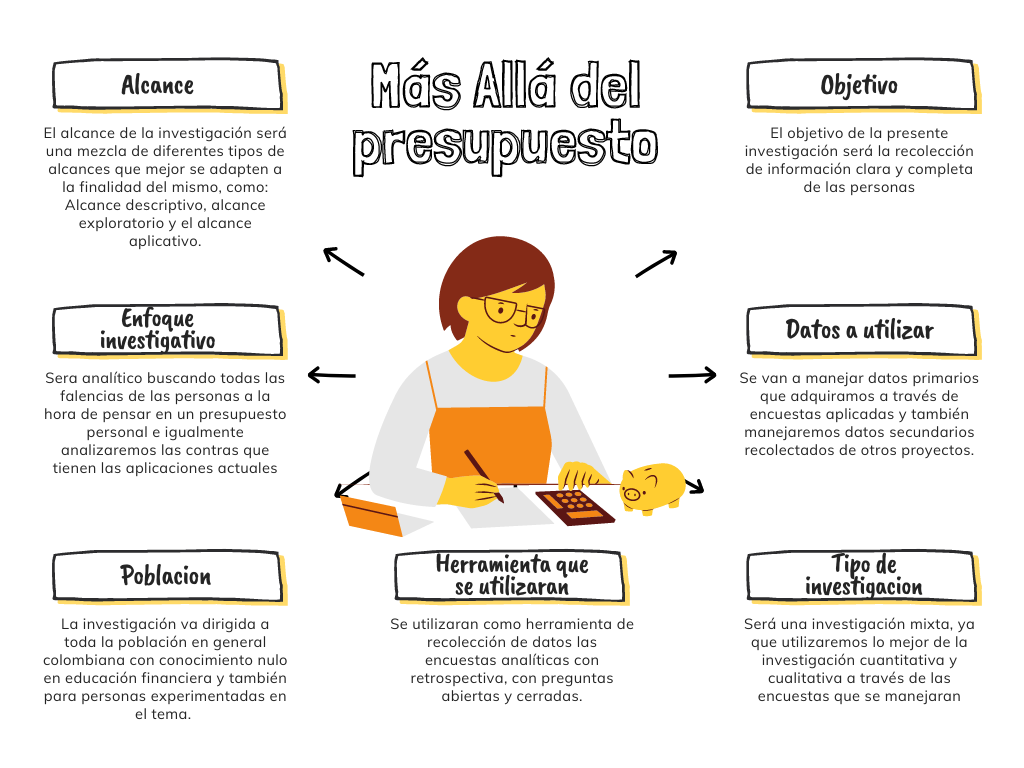 Más Allá del
presupuesto
Alcance
El alcance de la investigación será
una mezcla de diferentes tipos de
alcances que mejor se adapten a
la finalidad del mismo, como:
Alcance descriptivo, alcance
exploratorio y el alcance
aplicativo.
Objetivo
El objetivo de la presente
investigación será la recolección
de información clara y completa
de las personas
Enfoque
investigativo
Sera analítico buscando todas las
falencias de las personas a la
hora de pensar en un presupuesto
personal e igualmente
analizaremos las contras que
tienen las aplicaciones actuales
Datos a utilizar
Se van a manejar datos primarios
que adquiramos a través de
encuestas aplicadas y también
manejaremos datos secundarios
recolectados de otros proyectos.
Poblacion
La investigación va dirigida a
toda la población en general
colombiana con conocimiento nulo
en educación financiera y también
para personas experimentadas en
el tema.
Herramienta que
se utilizaran
Se utilizaran como herramienta de
recolección de datos las
encuestas analíticas con
retrospectiva, con preguntas
abiertas y cerradas.
Tipo de
investigacion
Será una investigación mixta, ya
que utilizaremos lo mejor de la
investigación cuantitativa y
cualitativa a través de las
encuestas que se manejaran